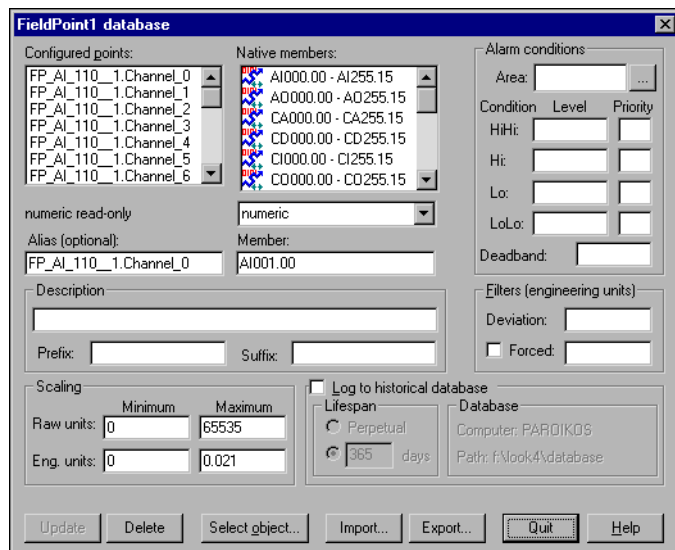 FieldPoint1 database
Configured points:
FP_AI_110__1.Channel_0
FP_AI_110__1.Channel_1
FP_AI_110__1.Channel_2
FP_AI_110__1.Channel_3
FP_AI_110__1.Channel_4
FP_AI_110__1.Channel_5
FP_AI_110__1.Channel_6
Native members:
AI000.00 - AI255.15
AO000.00 - AO255.15
CA000.00 - CA255.15
CD000.00 - CD255.15
CI000.00 - CI255.15
CO000.00 - CO255.15
numeric read-only
numeric
Alias (optional):
FP_AI_110__1.Channel_0
Member:
AI001.00
Alarm conditions
Area:
...
Condition Level Priority
HiHi:
Hi:
Lo:
LoLo:
Deadband:
Description
Prefix:
Suffix:
Filters (engineering units)
Deviation:
Forced:
Scaling
Minimum Maximum
Raw units: 0 65535
Eng. units: 0 0.021
Log to historical database
Lifespan
Perpetual
365 days
Database
Computer: PAROIKOS
Path: f:\look4\database
Update
Delete
Select object...
Import...
Export...
Quit
Help